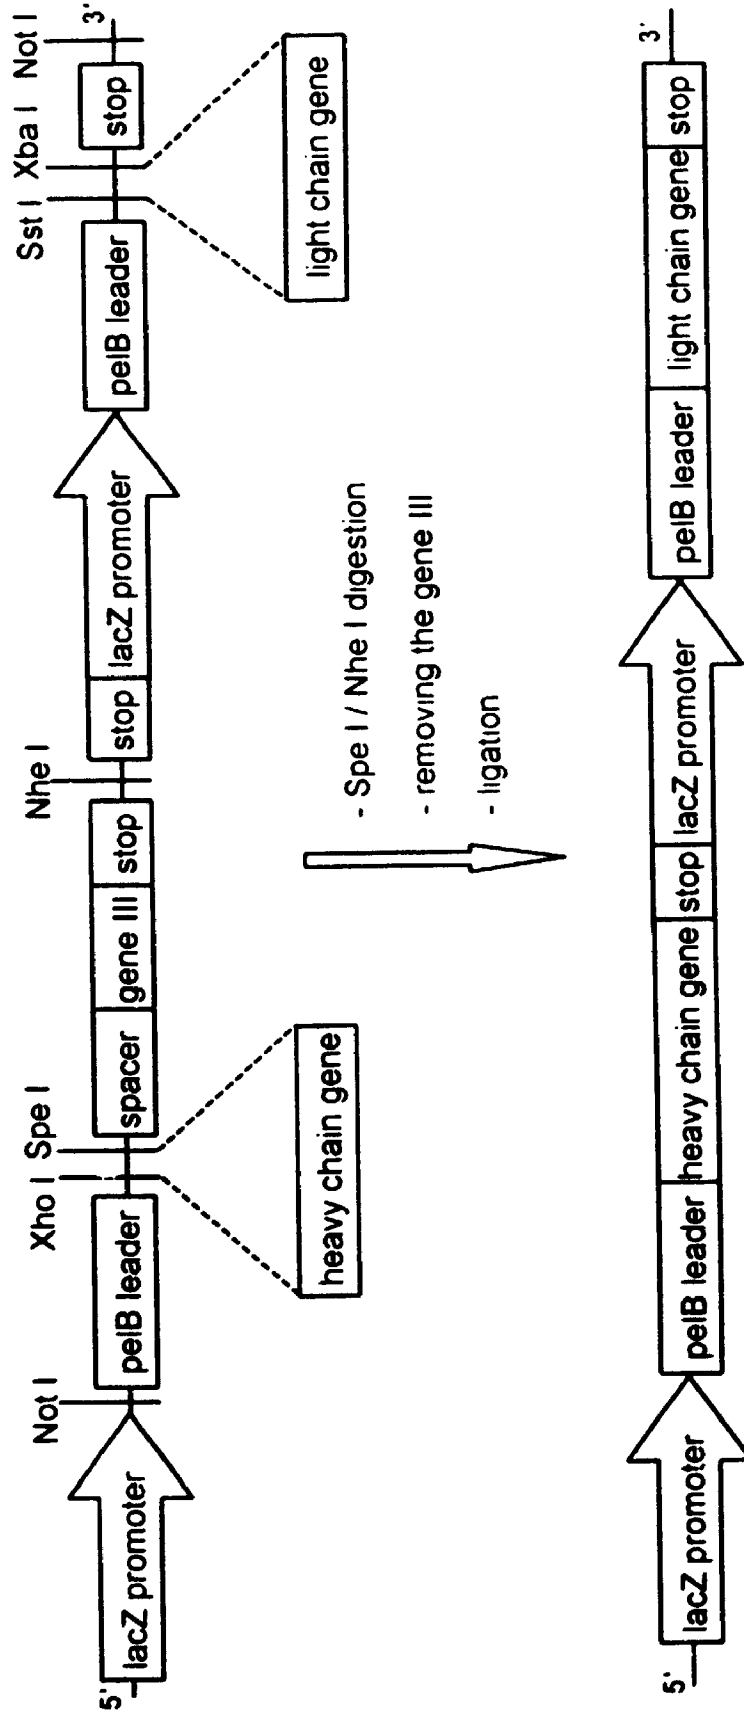 Not I Xho I Spe I Nhe I Sst I Xba I Not I
5' lacZ promoter pelB leader spacer gene III stop stop lacZ promoter pelB leader stop 3'
heavy chain gene light chain gene
- Spe I / Nhe I digestion
- removing the gene III
- ligation
5' lacZ promoter pelB leader heavy chain gene stop lacZ promoter pelB leader light chain gene stop 3'